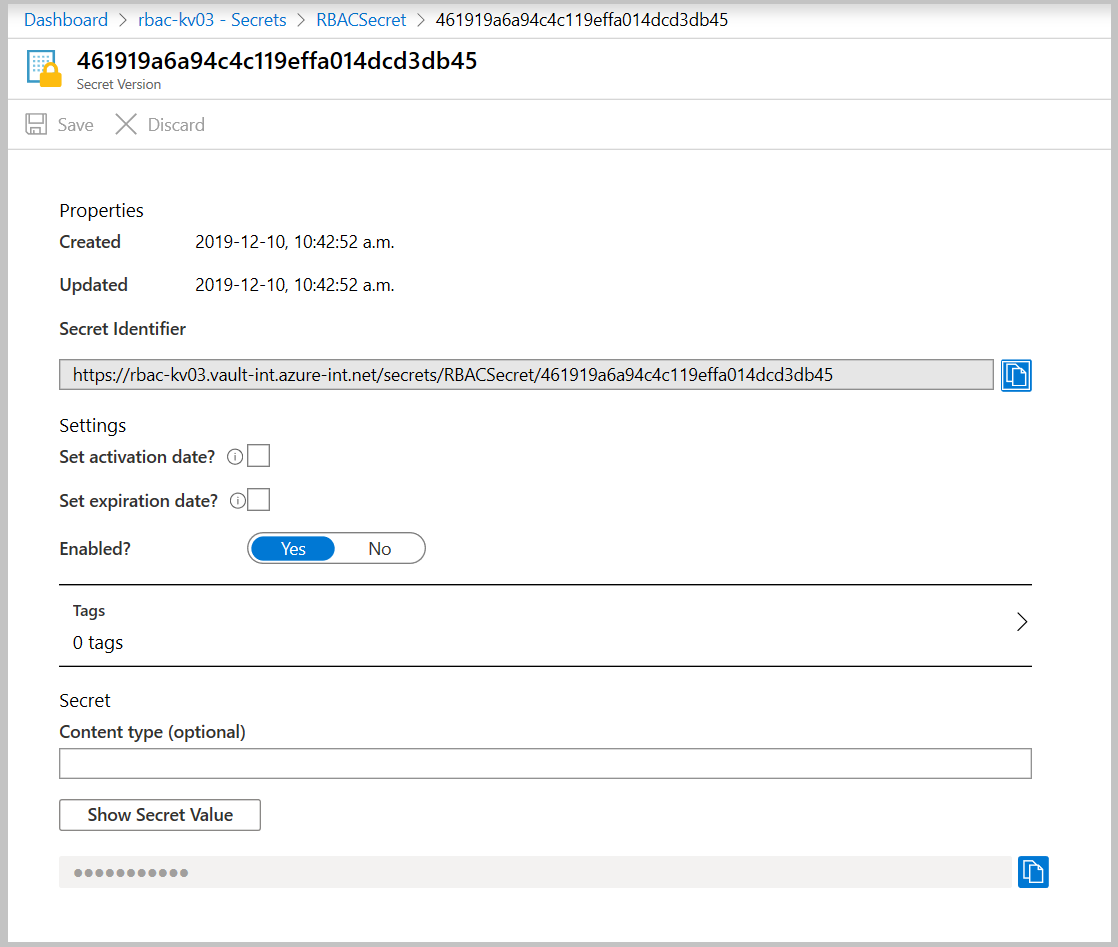 Dashboard > rbac-kv03 - Secrets > RBACSecret > 461919a6a94c4c119effa014dcd3db45
461919a6a94c4c119effa014dcd3db45
Secret Version
Save Discard
Properties
Created 2019-12-10, 10:42:52 a.m.
Updated 2019-12-10, 10:42:52 a.m.
Secret Identifier
https://rbac-kv03.vault-int.azure-int.net/secrets/RBACSecret/461919a6a94c4c119effa014dcd3db45
Settings
Set activation date?
Set expiration date?
Enabled? Yes No
Tags
0 tags
Secret
Content type (optional)
Show Secret Value
●●●●●●●●●●●